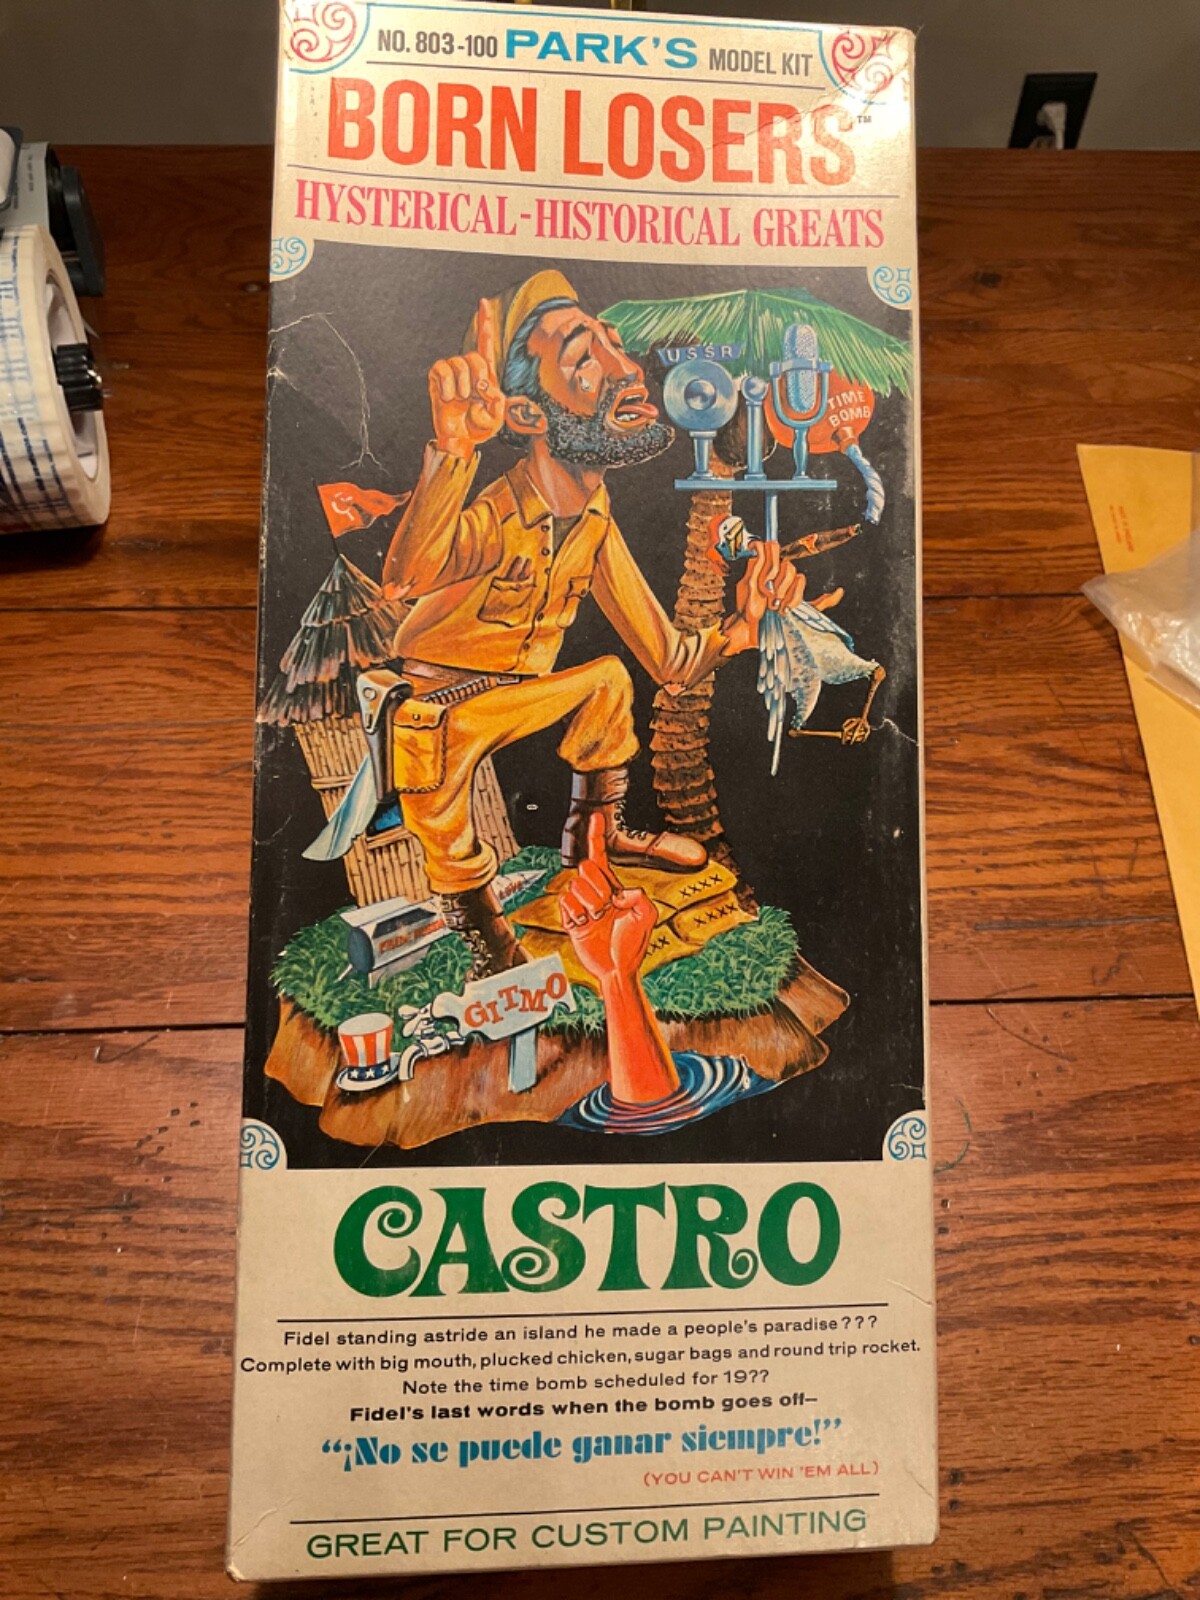 NO. 803-100 PARK'S MODEL KIT
BORN LOSERS™
HYSTERICAL-HISTORICAL GREATS
USSR
TIME
BOMB
GITMO
CASTRO
Fidel standing astride an island he made a people's paradise???
Complete with big mouth, plucked chicken, sugar bags and round trip rocket.
Note the time bomb scheduled for 19??
Fidel's last words when the bomb goes off—
“¡No se puede ganar siempre!”
(YOU CAN'T WIN 'EM ALL)
GREAT FOR CUSTOM PAINTING